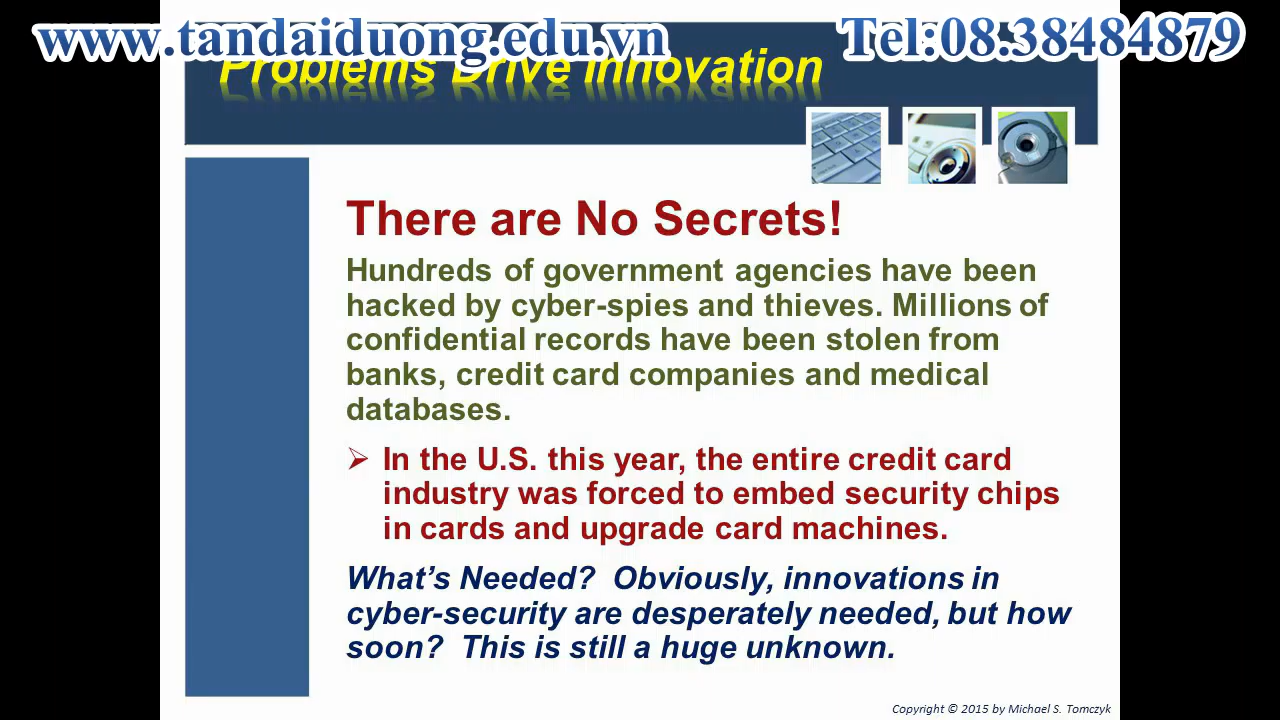 www.tandaiduong.edu.vn Tel:08.38484879
Problems Drive Innovation
There are No Secrets!
Hundreds of government agencies have been
hacked by cyber-spies and thieves. Millions of
confidential records have been stolen from
banks, credit card companies and medical
databases.
➢ In the U.S. this year, the entire credit card
industry was forced to embed security chips
in cards and upgrade card machines.
What's Needed?  Obviously, innovations in
cyber-security are desperately needed, but how
soon?  This is still a huge unknown.
Copyright © 2015 by Michael S. Tomczyk